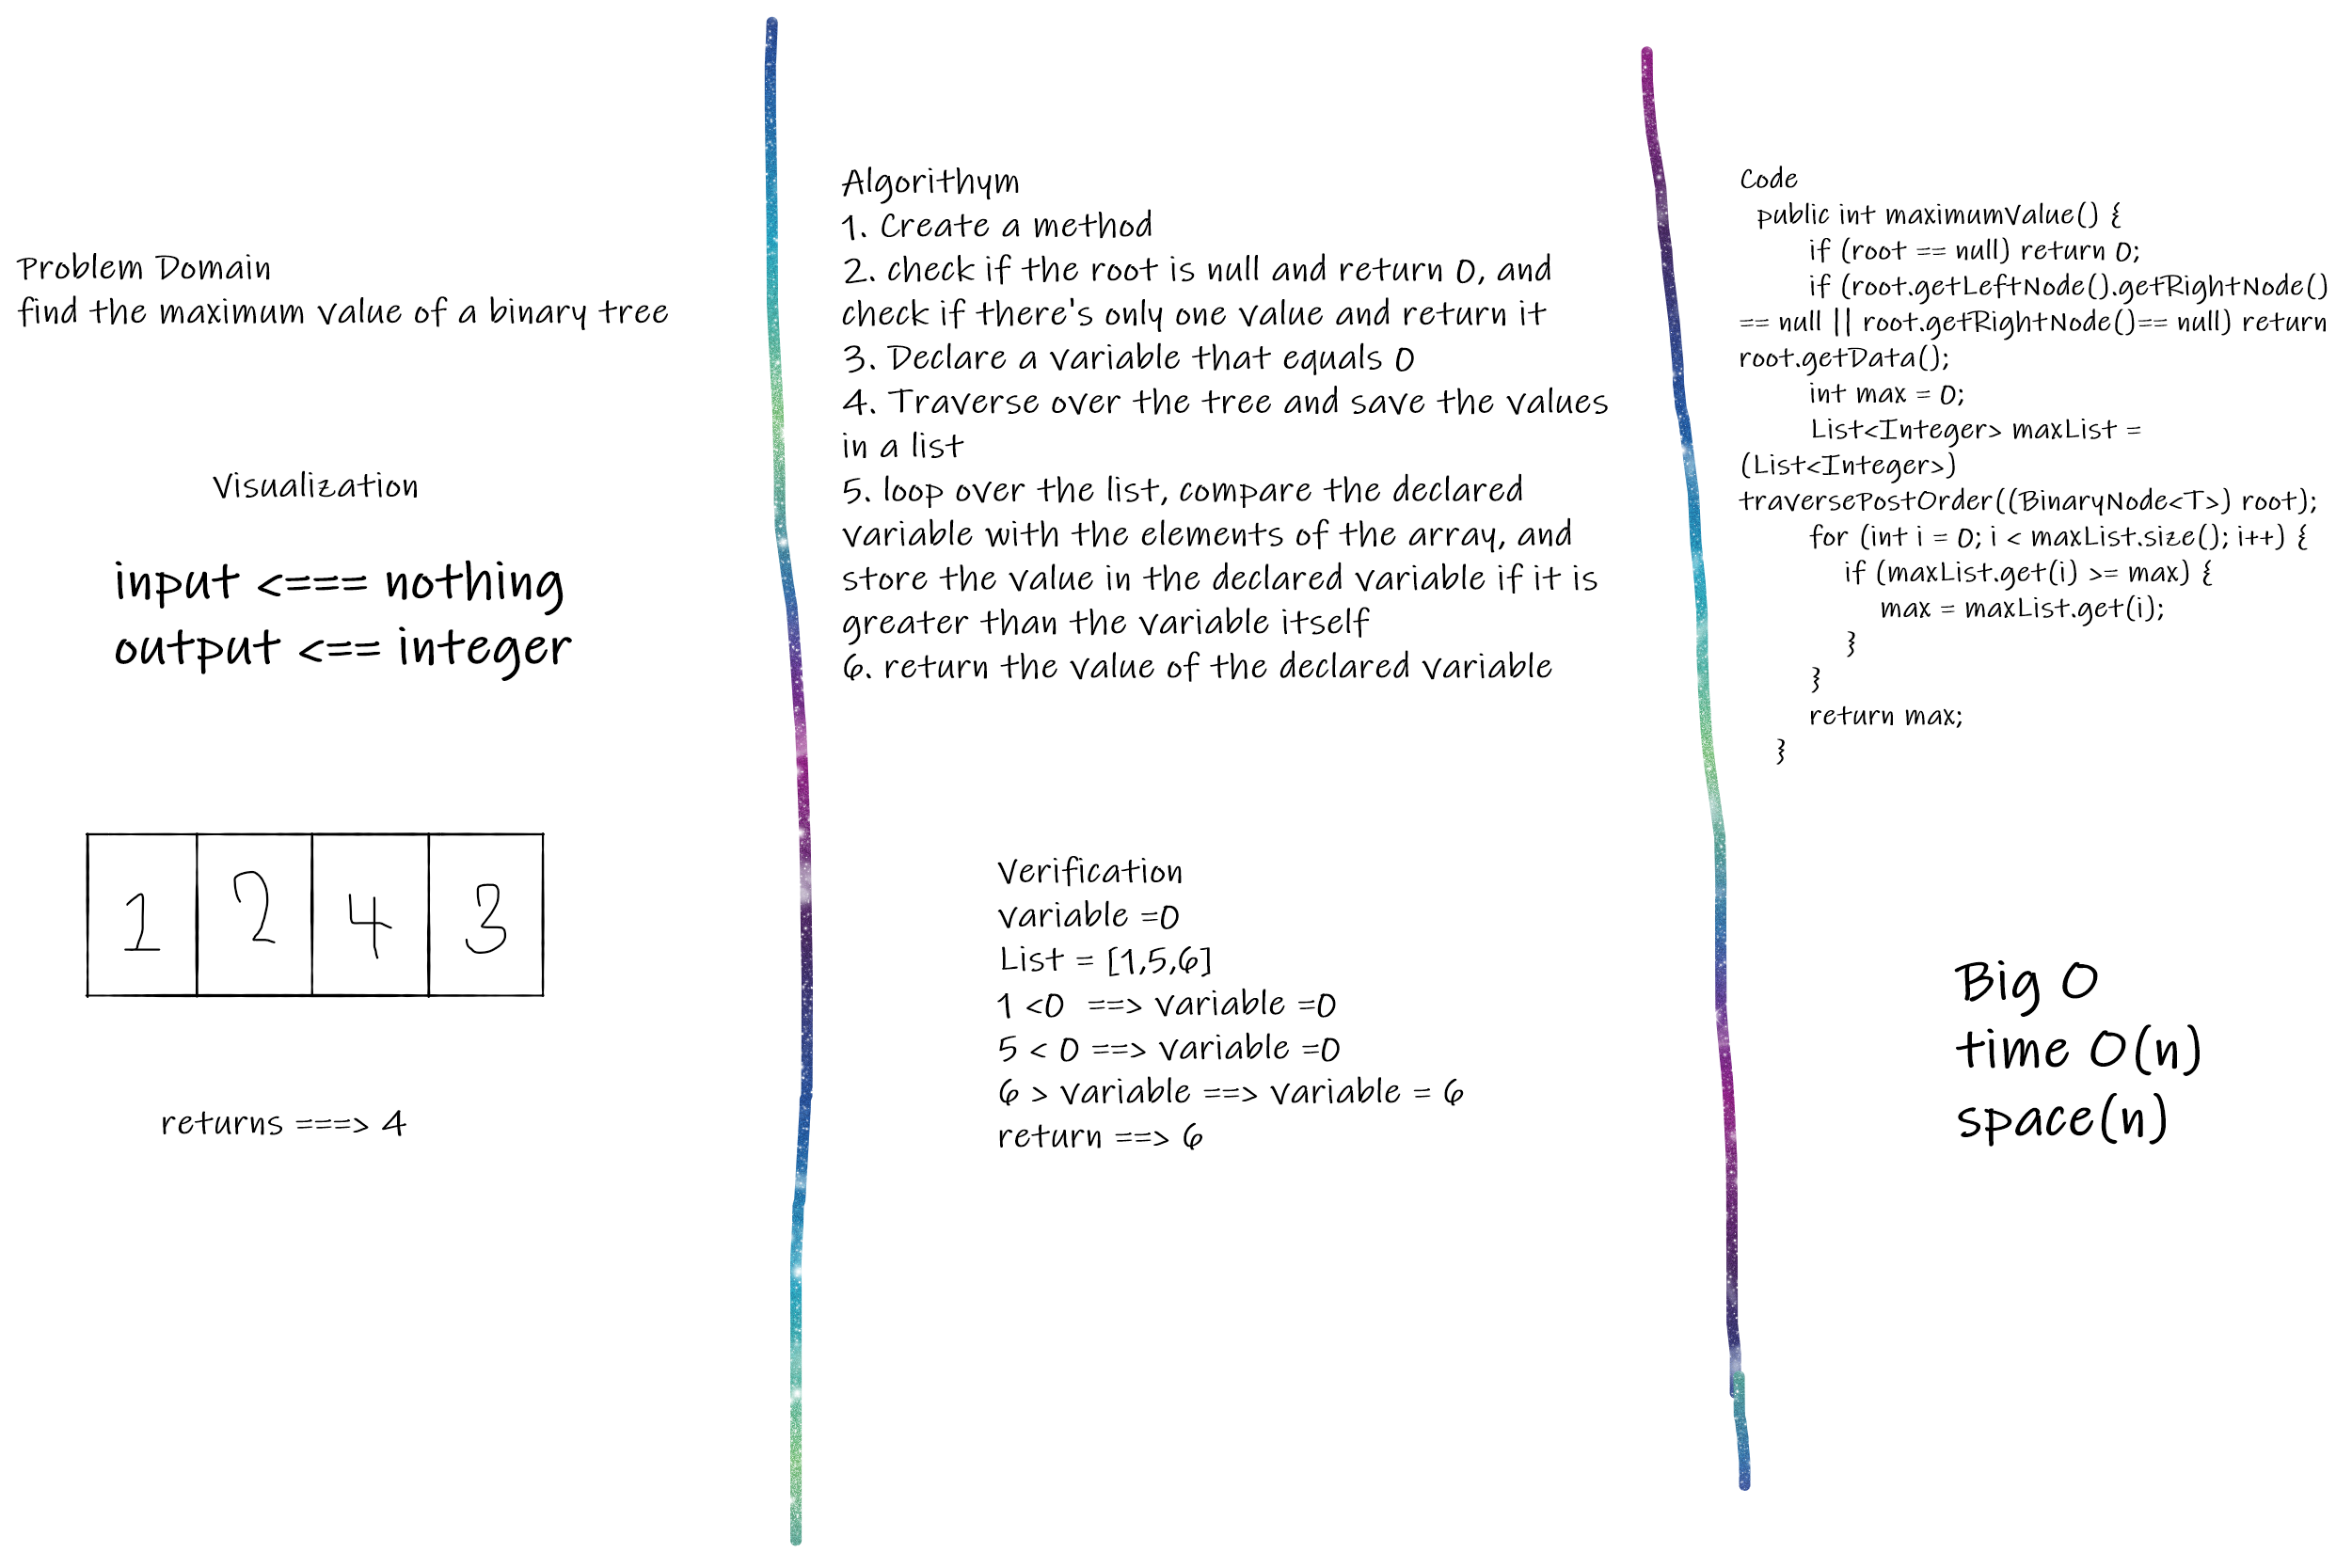 Problem Domain
find the maximum value of a binary tree
Visualization
input <=== nothing
output <== integer
1 2 4 3
returns ===> 4
Algorithym
1. Create a method
2. check if the root is null and return 0, and
check if there's only one value and return it
3. Declare a variable that equals 0
4. Traverse over the tree and save the values
in a list
5. loop over the list, compare the declared
variable with the elements of the array, and
store the value in the declared variable if it is
greater than the variable itself
6. return the value of the declared variable
Verification
variable =0
List = [1,5,6]
1 <0 ==> variable =0
5 < 0 ==> variable =0
6 > variable ==> variable = 6
return ==> 6
Code
public int maximumValue() {
if (root == null) return 0;
if (root.getLeftNode().getRightNode()
== null || root.getRightNode()== null) return
root.getData();
int max = 0;
List<Integer> maxList =
(List<Integer>)
traversePostOrder((BinaryNode<T>) root);
for (int i = 0; i < maxList.size(); i++) {
if (maxList.get(i) >= max) {
max = maxList.get(i);
}
}
return max;
}
Big O
time O(n)
space(n)